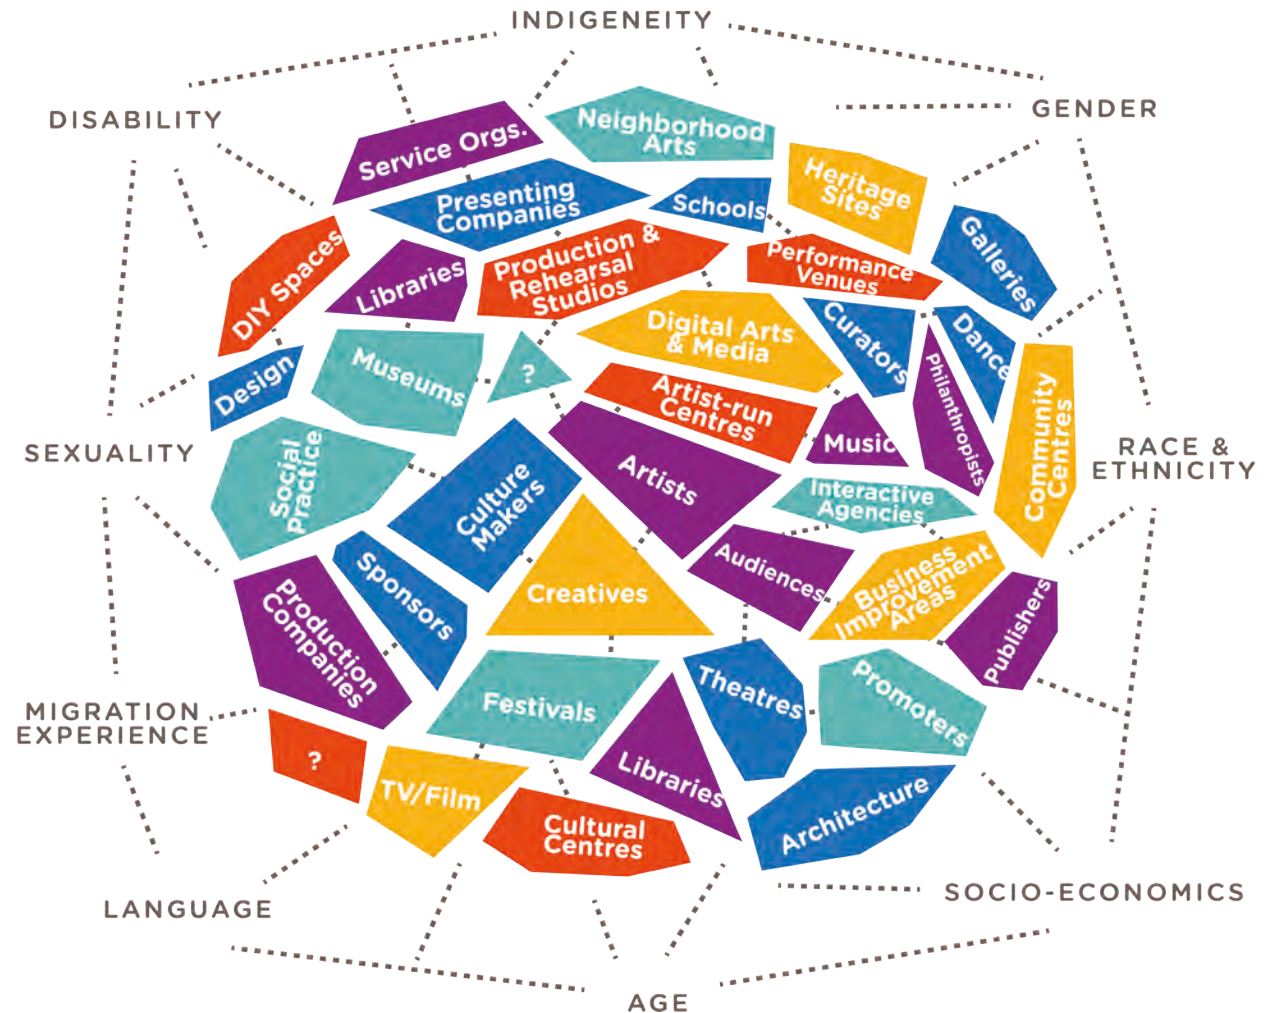 INDIGENEITY
DISABILITY
GENDER
Service Orgs.
Neighborhood
Arts
Heritage
Sites
Presenting
Companies
Schools
Galleries
DIY Spaces
Libraries
Production &
Rehearsal
Studios
Performance
Venues
Digital Arts
& Media
Curators
Dance
Philanthropists
Community
Centres
Design
Museums
?
Artist-run
Centres
Music
SEXUALITY
RACE &
ETHNICITY
Social
Practice
Culture
Makers
Artists
Interactive
Agencies
Audiences
Business
Improvement
Areas
Publishers
Sponsors
Creatives
Production
Companies
MIGRATION
EXPERIENCE
Festivals
Theatres
Promoters
?
TV/Film
Libraries
Cultural
Centres
Architecture
LANGUAGE
SOCIO-ECONOMICS
AGE